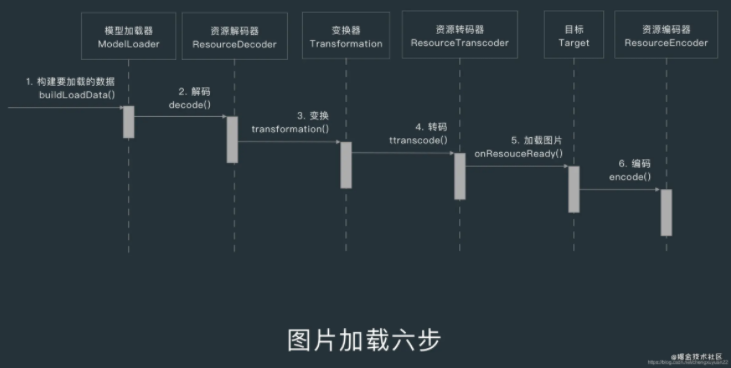 模型加载器
ModelLoader
资源解码器
ResourceDecoder
变换器
Transformation
资源转码器
ResourceTranscoder
目标
Target
资源编码器
ResourceEncoder
1. 构建要加载的数据
buildLoadData()
2. 解码
decode()
3. 变换
transformation()
4. 转码
ttranscode()
5. 加载图片
onResouceReady()
6. 编码
encode()
图片加载六步
@掘金技术社区